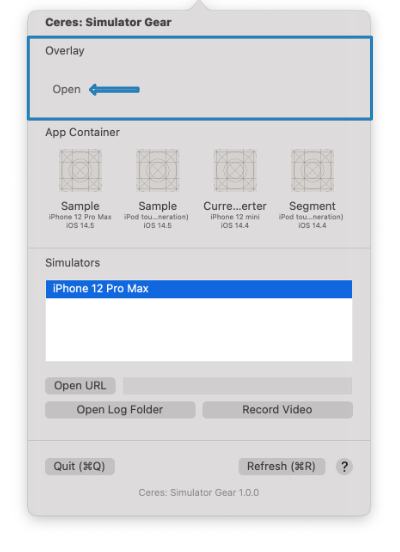 Ceres: Simulator Gear
Overlay
Open
App Container
Sample
iPhone 12 Pro Max
iOS 14.5
Sample
iPod tou...neration)
iOS 14.5
Curre...erter
iPhone 12 mini
iOS 14.4
Segment
iPod tou...neration)
iOS 14.4
Simulators
iPhone 12 Pro Max
Open URL
Open Log Folder
Record Video
Quit (⌘Q)
Refresh (⌘R)
?
Ceres: Simulator Gear 1.0.0